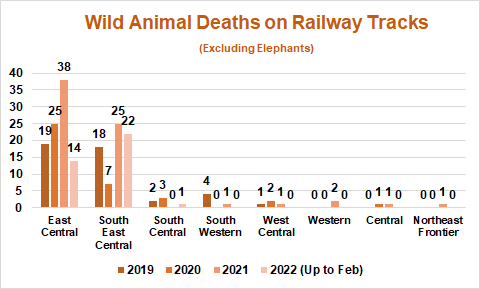 Wild Animal Deaths on Railway Tracks
(Excluding Elephants)
40
35
30
25
20
15
10
5
0
19 25 38 14
18 7 25 22
2 3 0 1
4 0 1 0
1 2 1 0
0 0 2 0
0 1 1 0
0 0 1 0
East Central
South East Central
South Central
South Western
West Central
Western
Central
Northeast Frontier
2019 2020 2021 2022 (Up to Feb)